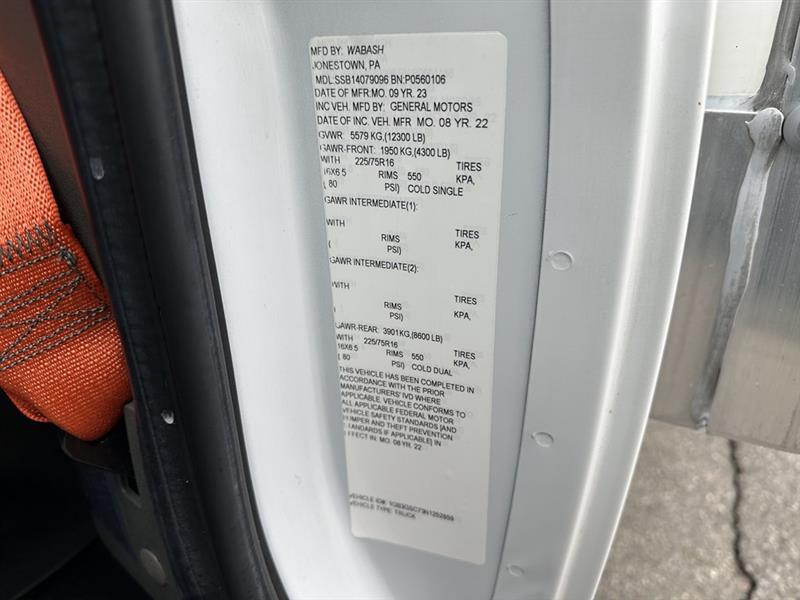 MFD BY: WABASH
JONESTOWN, PA
MDL:SSB14079096 BN:P0560106
DATE OF MFR:MO. 09 YR. 23
INC VEH. MFD BY: GENERAL MOTORS
DATE OF INC. VEH. MFR MO. 08 YR. 22
GVWR: 5579 KG,(12300 LB)
GAWR-FRONT: 1950 KG,(4300 LB)
WITH 225/75R16 TIRES
16X6.5 RIMS 550 KPA,
( 80 PSI) COLD SINGLE
GAWR INTERMEDIATE(1):
WITH TIRES
RIMS KPA,
( PSI)
GAWR INTERMEDIATE(2):
WITH TIRES
RIMS KPA,
) PSI)
GAWR-REAR: 3901KG,(8600 LB)
WITH 225/75R16 TIRES
16X6.5 RIMS 550 KPA,
( 80 PSI) COLD DUAL
THIS VEHICLE HAS BEEN COMPLETED IN
ACCORDANCE WITH THE PRIOR
MANUFACTURERS' IVD WHERE
APPLICABLE. VEHICLE CONFORMS TO
ALL APPLICABLE FEDERAL MOTOR
VEHICLE SAFETY STANDARDS [AND
BUMPER AND THEFT PREVENTION
STANDARDS IF APPLICABLE] IN
EFFECT IN: MO. 08 YR. 22
VEHICLE ID#:
VEHICLE TYPE: TRUCK